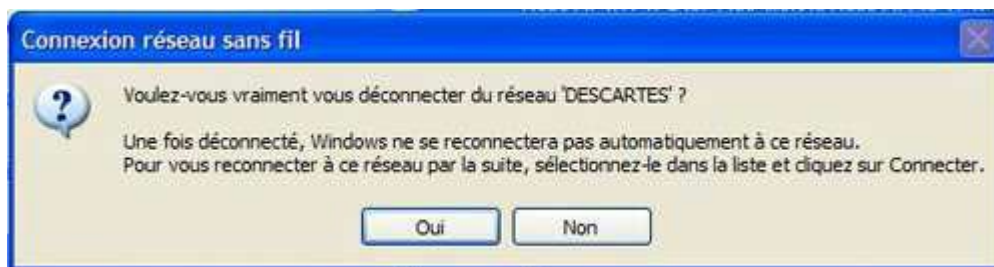 Connexion réseau sans fil
Voulez-vous vraiment vous déconnecter du réseau 'DESCARTES' ?
Une fois déconnecté, Windows ne se reconnectera pas automatiquement à ce réseau.
Pour vous reconnecter à ce réseau par la suite, sélectionnez-le dans la liste et cliquez sur Connecter.
Oui Non